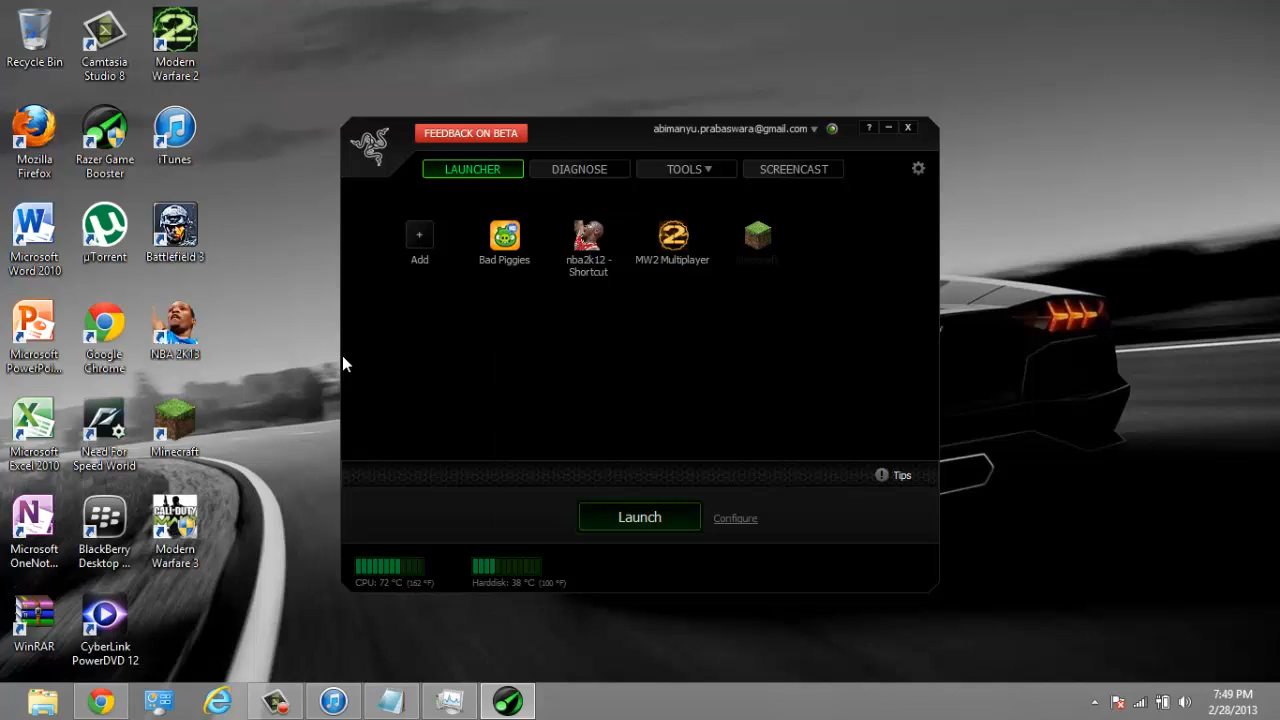 Recycle Bin
Camtasia
Studio 8
Modern
Warfare 2
Mozilla
Firefox
Razer Game
Booster
iTunes
Microsoft
Word 2010
µTorrent
Battlefield 3
Microsoft
PowerPoi...
Google
Chrome
NBA 2K13
Microsoft
Excel 2010
Need For
Speed World
Minecraft
Microsoft
OneNot...
BlackBerry
Desktop ...
Modern
Warfare 3
WinRAR
CyberLink
PowerDVD 12
FEEDBACK ON BETA
abimanyu.prabaswara@gmail.com
? – X
LAUNCHER
DIAGNOSE
TOOLS
SCREENCAST
+
Add
Bad Piggies
nba2k12 -
Shortcut
MW2 Multiplayer
Minecraft
Tips
Launch
Configure
CPU: 72 °C (162 °F)
Harddisk: 38 °C (100 °F)
7:49 PM
2/28/2013